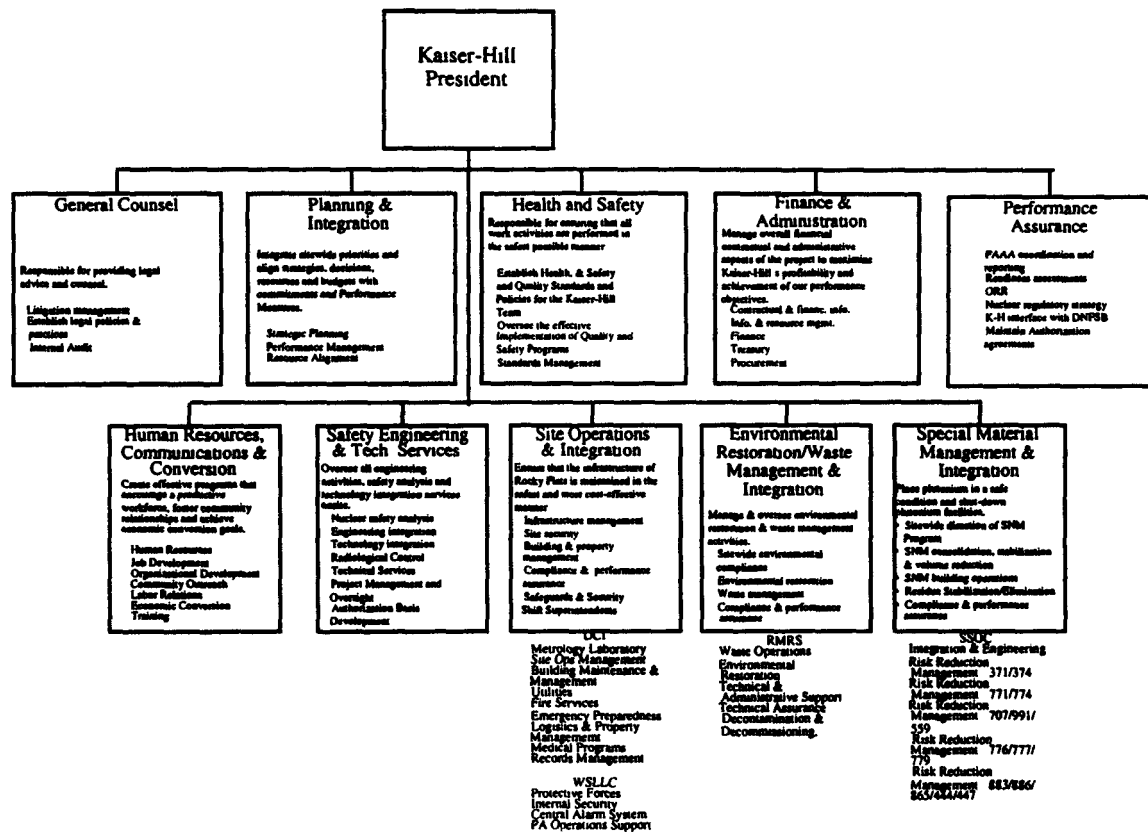 Kaiser-Hill
President
General Counsel
Responsible for providing legal
advice and counsel.
Litigation management
Establish legal policies &
practices
Internal Audit
Planning &
Integration
Integrate sitewide priorities and
align strategies, decisions,
resources and budgets with
commitments and Performance
Measures.
Strategic Planning
Performance Management
Resource Alignment
Health and Safety
Responsible for ensuring that all
work activities are performed in
the safest possible manner
Establish Health, & Safety
and Quality Standards and
Policies for the Kaiser-Hill
Team
Oversee the effective
Implementation of Quality and
Safety Programs
Standards Management
Finance &
Administration
Manage overall financial
contractual and administrative
aspects of the project to maximize
Kaiser-Hill s profitability and
achievement of our performance
objectives.
Contractual & financ. info.
Info. & resource mgmt.
Finance
Treasury
Procurement
Performance
Assurance
PAAA coordination and
reporting
Readiness assessments
ORR
Nuclear regulatory strategy
K-H interface with DNFSB
Maintain Authorization
agreements
Human Resources,
Communications &
Conversion
Create effective programs that
encourage a productive
workforce, foster community
relationships and achieve
economic conversion goals.
Human Resources
Job Development
Organizational Development
Community Outreach
Labor Relations
Economic Conversion
Training
Safety Engineering
& Tech Services
Oversee all engineering
activities, safety analysis and
technology integration services
Nuclear safety analysis
Engineering integration
Technology integration
Radiological Control
Technical Services
Project Management and
Oversight
Authorization Basis
Development
Site Operations
& Integration
Ensure that the infrastructure of
Rocky Flats is maintained in the
safest and most cost-effective
manner
Infrastructure management
Site security
Building & property
management
Compliance & performance
assurance
Safeguards & Security
Shift Superintendents
DCI
Metrology Laboratory
Site Ops Management
Building Maintenance &
Management
Utilities
Fire Services
Emergency Preparedness
Logistics & Property
Management
Medical Programs
Records Management
WSLLC
Protective Forces
Internal Security
Central Alarm System
PA Operations Support
Environmental
Restoration/Waste
Management &
Integration
Manage & oversee environmental
restoration & waste management
activities.
Sitewide environmental
compliance
Environmental restoration
Waste management
Compliance & performance
assurance
RMRS
Waste Operations
Environmental
Restoration
Technical &
Administrative Support
Technical Assurance
Decontamination &
Decommissioning,
Special Material
Management &
Integration
Place plutonium in a safe
condition and shut-down
plutonium facilities.
Sitewide direction of SNM
Program
SNM consolidation, stabilization
& volume reduction
SNM building operations
Residue Stabilization/Elimination
Compliance & performance
assurance
SSOC
Integration & Engineering
Risk Reduction
Management 371/374
Risk Reduction
Management 771/774
Risk Reduction
Management 707/991/
559
Risk Reduction
Management 776/777/
779
Risk Reduction
Management 883/886/
865/444/447